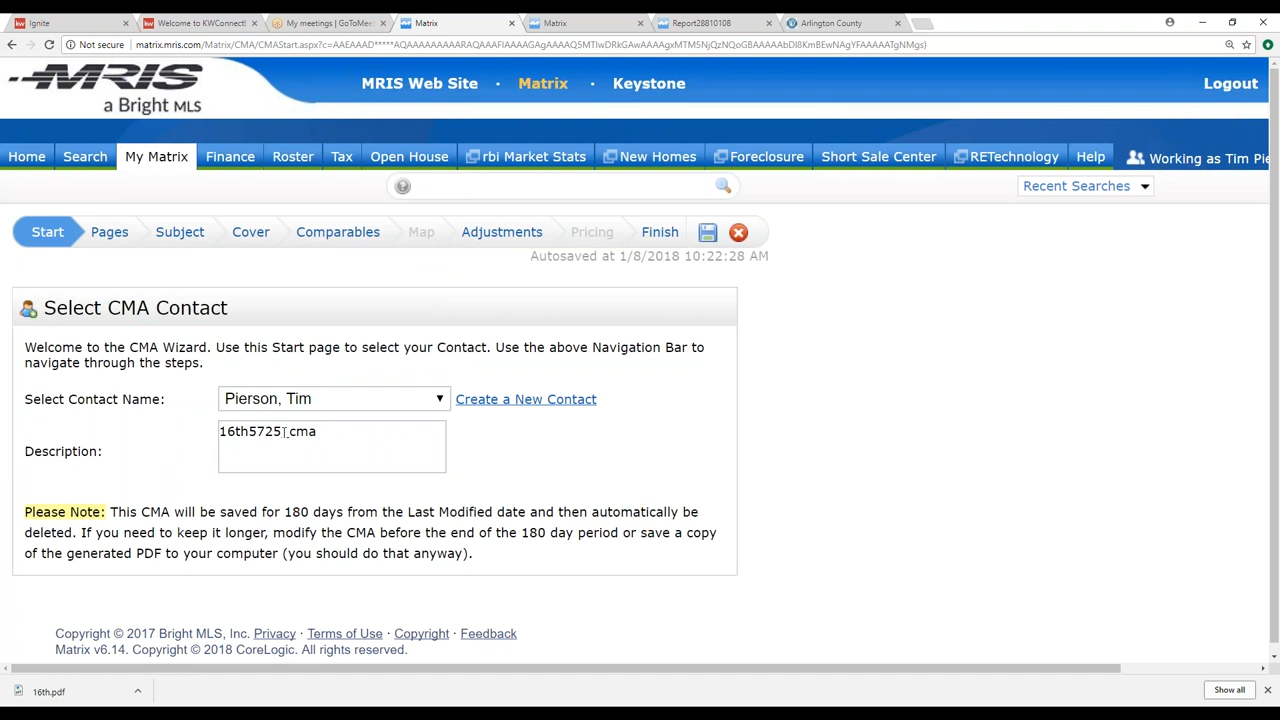 Ignite
Welcome to KWConnect!
My meetings | GoToMee
Matrix
Matrix
Report28810108
Arlington County
Not secure | matrix.mris.com/Matrix/CMA/CMAStart.aspx?c=AAEAAAD*****AQAAAAAAAAARAQAAAFIAAAAGAgAAAAQ5MTIwDRkGAwAAAAgxMTM5NjQzNQoGBAAAAAbDI8KmBEwNAgYFAAAAATgNMgs)
MRIS
a Bright MLS
MRIS Web Site · Matrix · Keystone
Logout
Home Search My Matrix Finance Roster Tax Open House rbi Market Stats New Homes Foreclosure Short Sale Center RETechnology Help Working as Tim Pie
Recent Searches
Start Pages Subject Cover Comparables Map Adjustments Pricing Finish
Autosaved at 1/8/2018 10:22:28 AM
Select CMA Contact
Welcome to the CMA Wizard. Use this Start page to select your Contact. Use the above Navigation Bar to
navigate through the steps.
Select Contact Name: Pierson, Tim Create a New Contact
16th5725_cma
Description:
Please Note: This CMA will be saved for 180 days from the Last Modified date and then automatically be
deleted. If you need to keep it longer, modify the CMA before the end of the 180 day period or save a copy
of the generated PDF to your computer (you should do that anyway).
Copyright © 2017 Bright MLS, Inc. Privacy · Terms of Use · Copyright · Feedback
Matrix v6.14. Copyright © 2018 CoreLogic. All rights reserved.
16th.pdf
Show all